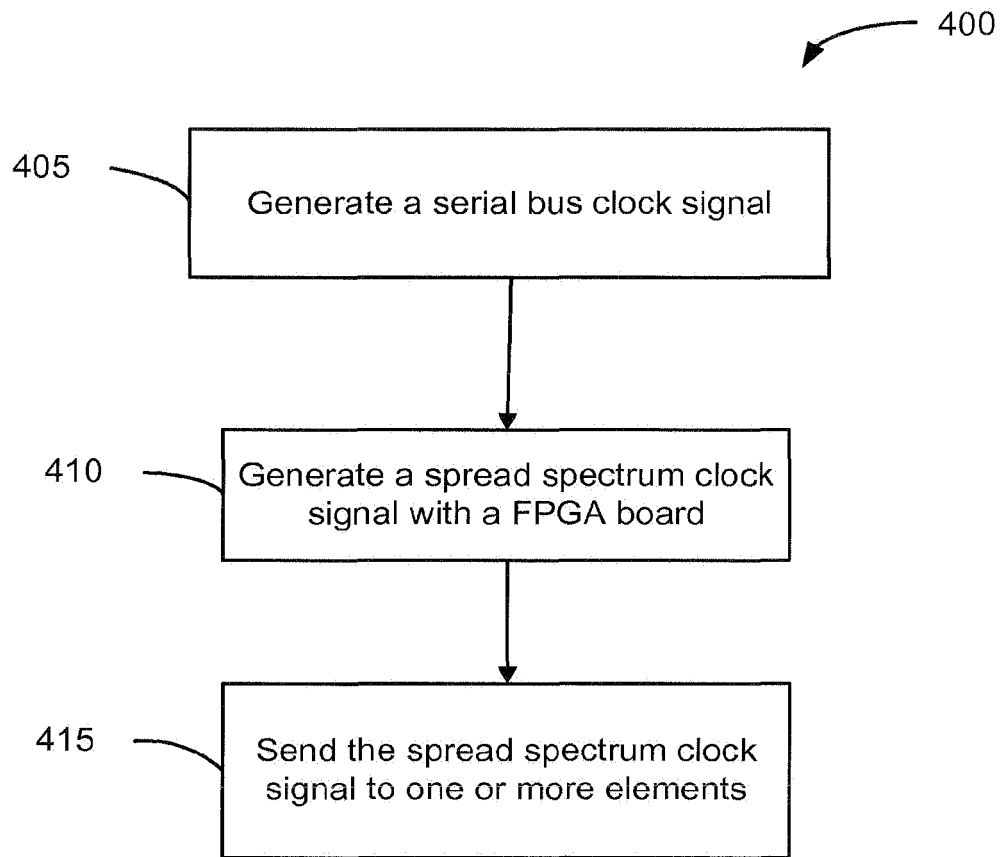 400
405
Generate a serial bus clock signal
410
Generate a spread spectrum clock
signal with a FPGA board
415
Send the spread spectrum clock
signal to one or more elements